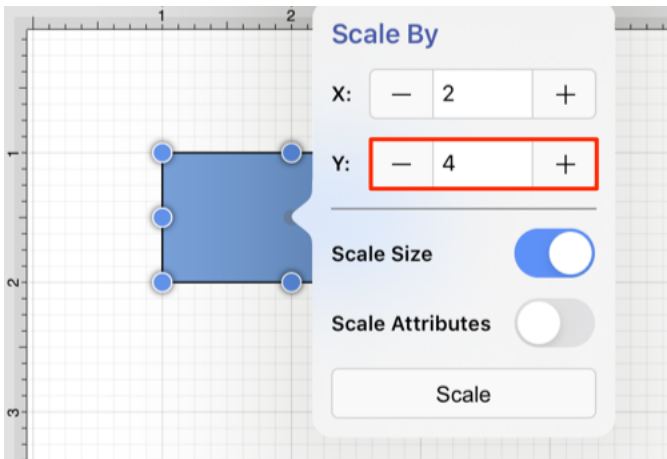 1 2
Scale By
X: — 2 +
Y: — 4 +
1
Scale Size
2
Scale Attributes
Scale
3